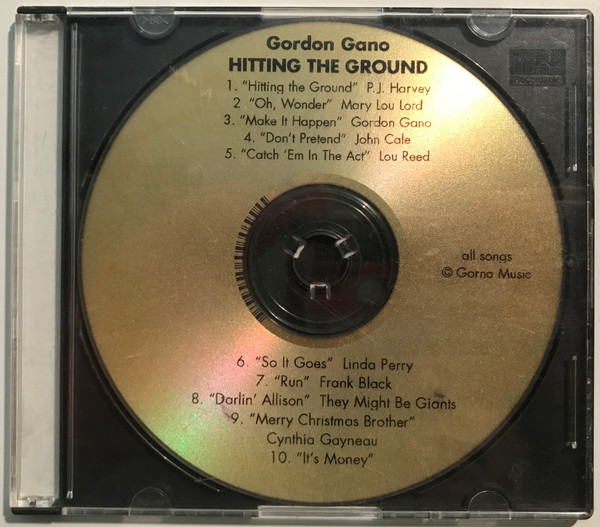 Gordon Gano
HITTING THE GROUND
1. "Hitting the Ground" P.J. Harvey
2 "Oh, Wonder" Mary Lou Lord
3. "Make It Happen" Gordon Gano
4. "Don't Pretend" John Cale
5. "Catch 'Em In The Act" Lou Reed
all songs
© Gorno Music
6. "So It Goes" Linda Perry
7. "Run" Frank Black
8. "Darlin' Allison" They Might Be Giants
9. "Merry Christmas Brother"
Cynthia Gayneau
10. "It's Money"